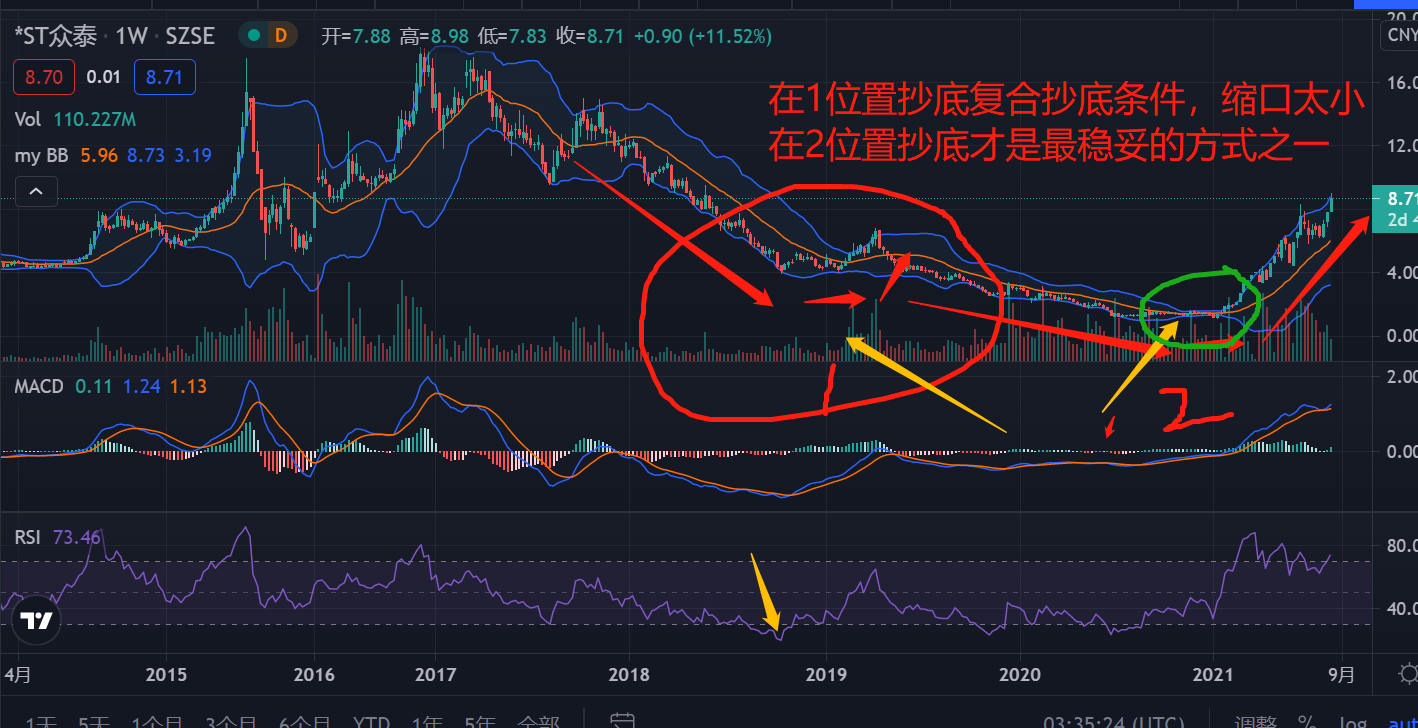 20.0
*ST众泰 · 1W · SZSE D 开=7.88 高=8.98 低=7.83 收=8.71 +0.90 (+11.52%)
CNY
8.70 0.01 8.71
16.0
在1位置抄底复合抄底条件，缩口太小
Vol 110.227M
在2位置抄底才是最稳妥的方式之一
12.0
my BB 5.96 8.73 3.19
8.71
2d 4
4.00
0.00
1
2
MACD 0.11 1.24 1.13
2.00
0.00
RSI 73.46
80.0
40.0
4月 2015 2016 2017 2018 2019 2020 2021 9月
1天 5天 1个月 3个月 6个月 YTD 1年 5年 全部 03:35:24 (UTC) 调整 % log aut